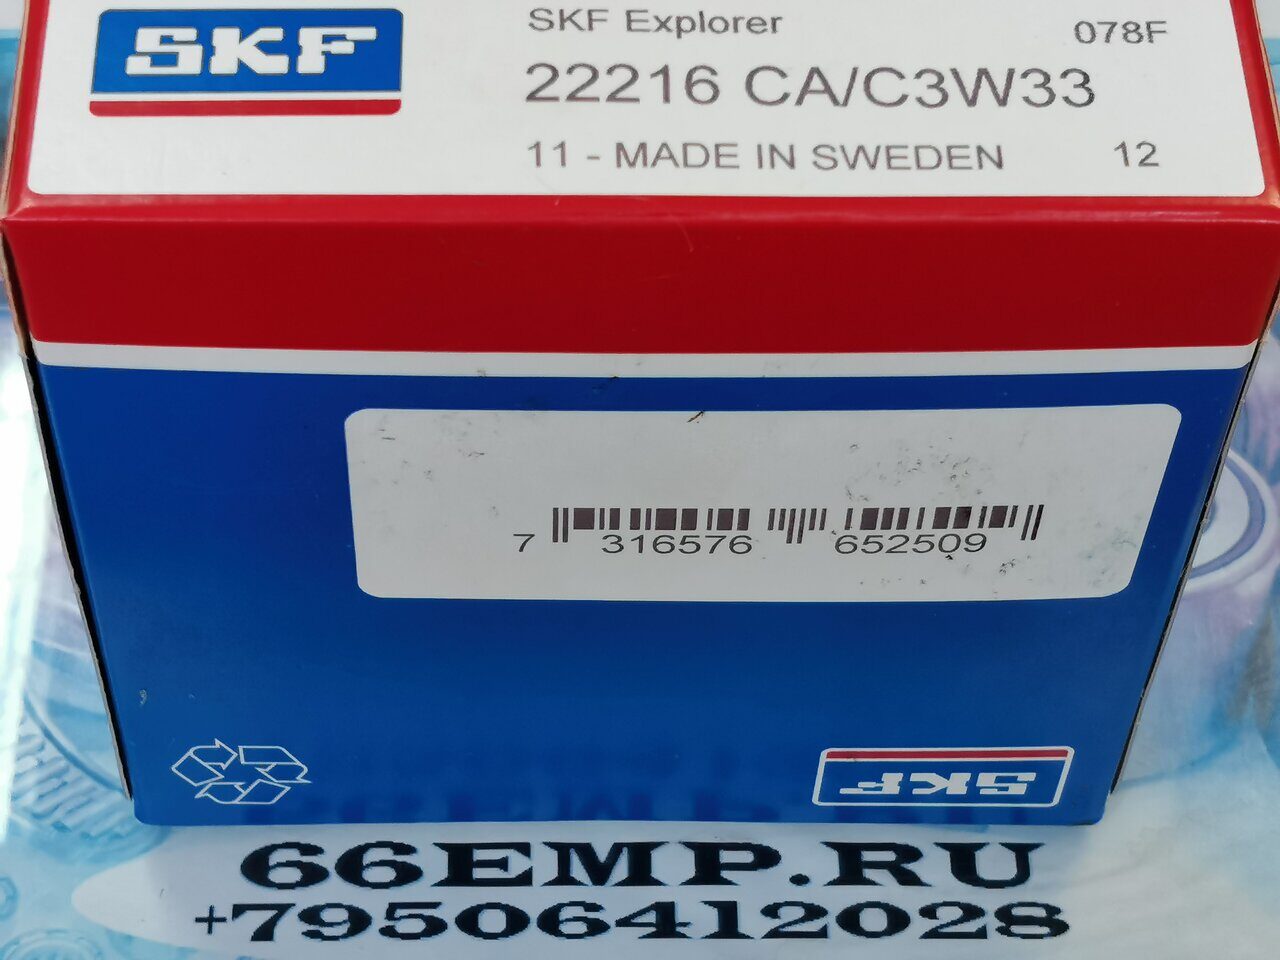 SKF
SKF Explorer
078F
22216 CA/C3W33
11 - MADE IN SWEDEN
12
7 316576 652509
SKF
66EMP.RU
+79506412028